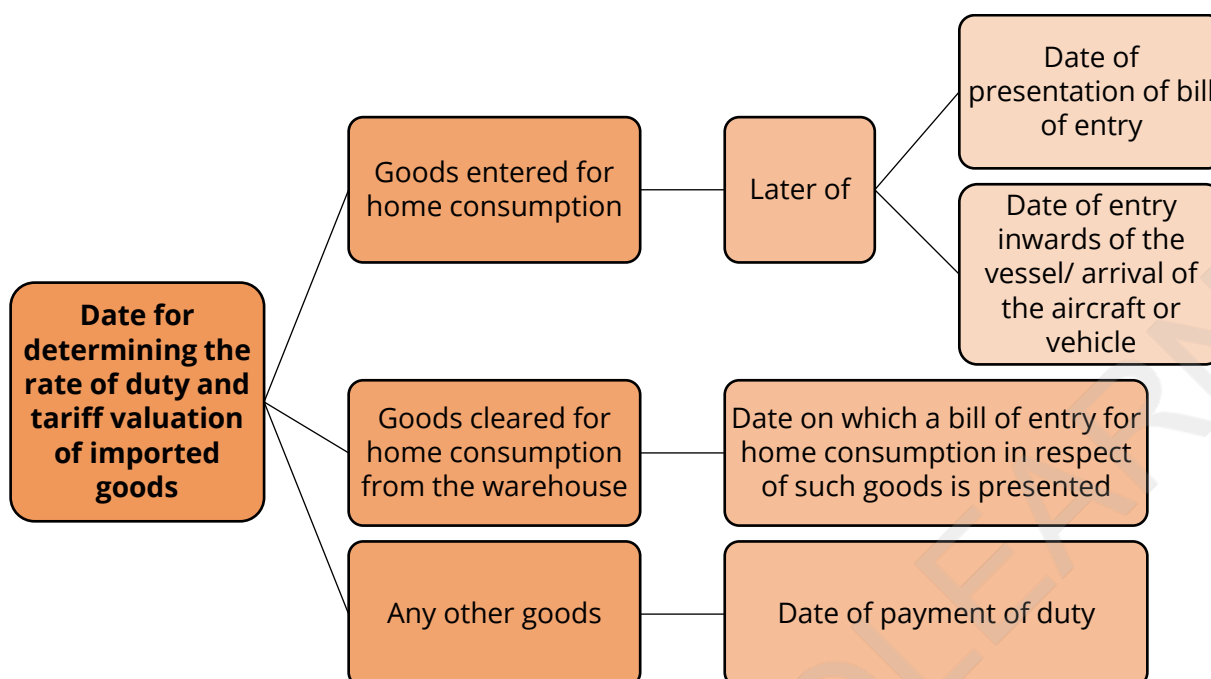 Date for
determining the
rate of duty and
tariff valuation
of imported
goods
Goods entered for
home consumption
Later of
Date of
presentation of bill
of entry
Date of entry
inwards of the
vessel/ arrival of
the aircraft or
vehicle
Goods cleared for
home consumption
from the warehouse
Date on which a bill of entry for
home consumption in respect
of such goods is presented
Any other goods
Date of payment of duty